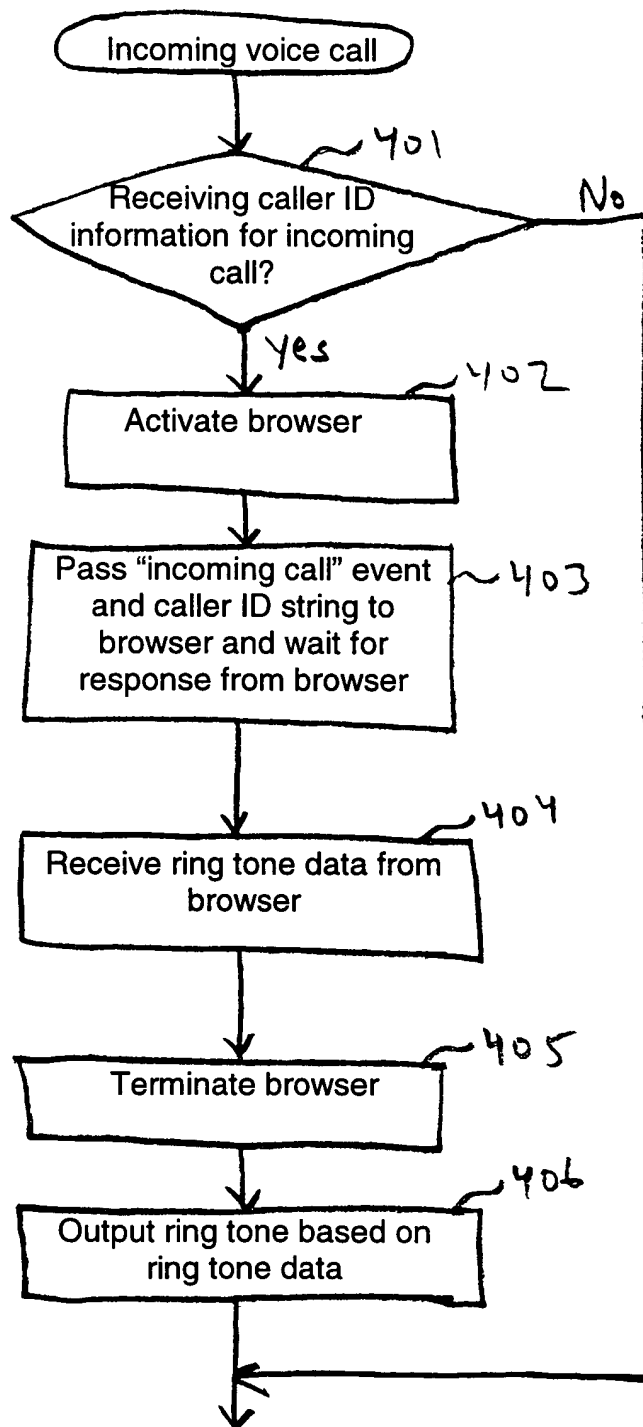 Incoming voice call
401
Receiving caller ID
information for incoming
call?
No
yes
402
Activate browser
Pass “incoming call” event
and caller ID string to
browser and wait for
response from browser
403
404
Receive ring tone data from
browser
405
Terminate browser
406
Output ring tone based on
ring tone data